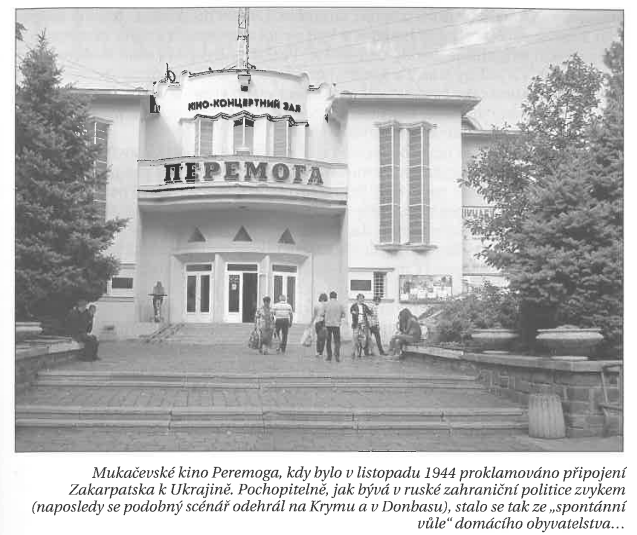 КІНО-КОНЦЕРТНИЙ ЗАЛ
ПЕРЕМОГА
Mukačevské kino Peremoga, kdy bylo v listopadu 1944 proklamováno připojení
Zakarpatska k Ukrajině. Pochopitelně, jak bývá v ruské zahraniční politice zvykem
(naposledy se podobný scénář odehrál na Krymu a v Donbasu), stalo se tak ze „spontánní
vůle“ domácího obyvatelstva…